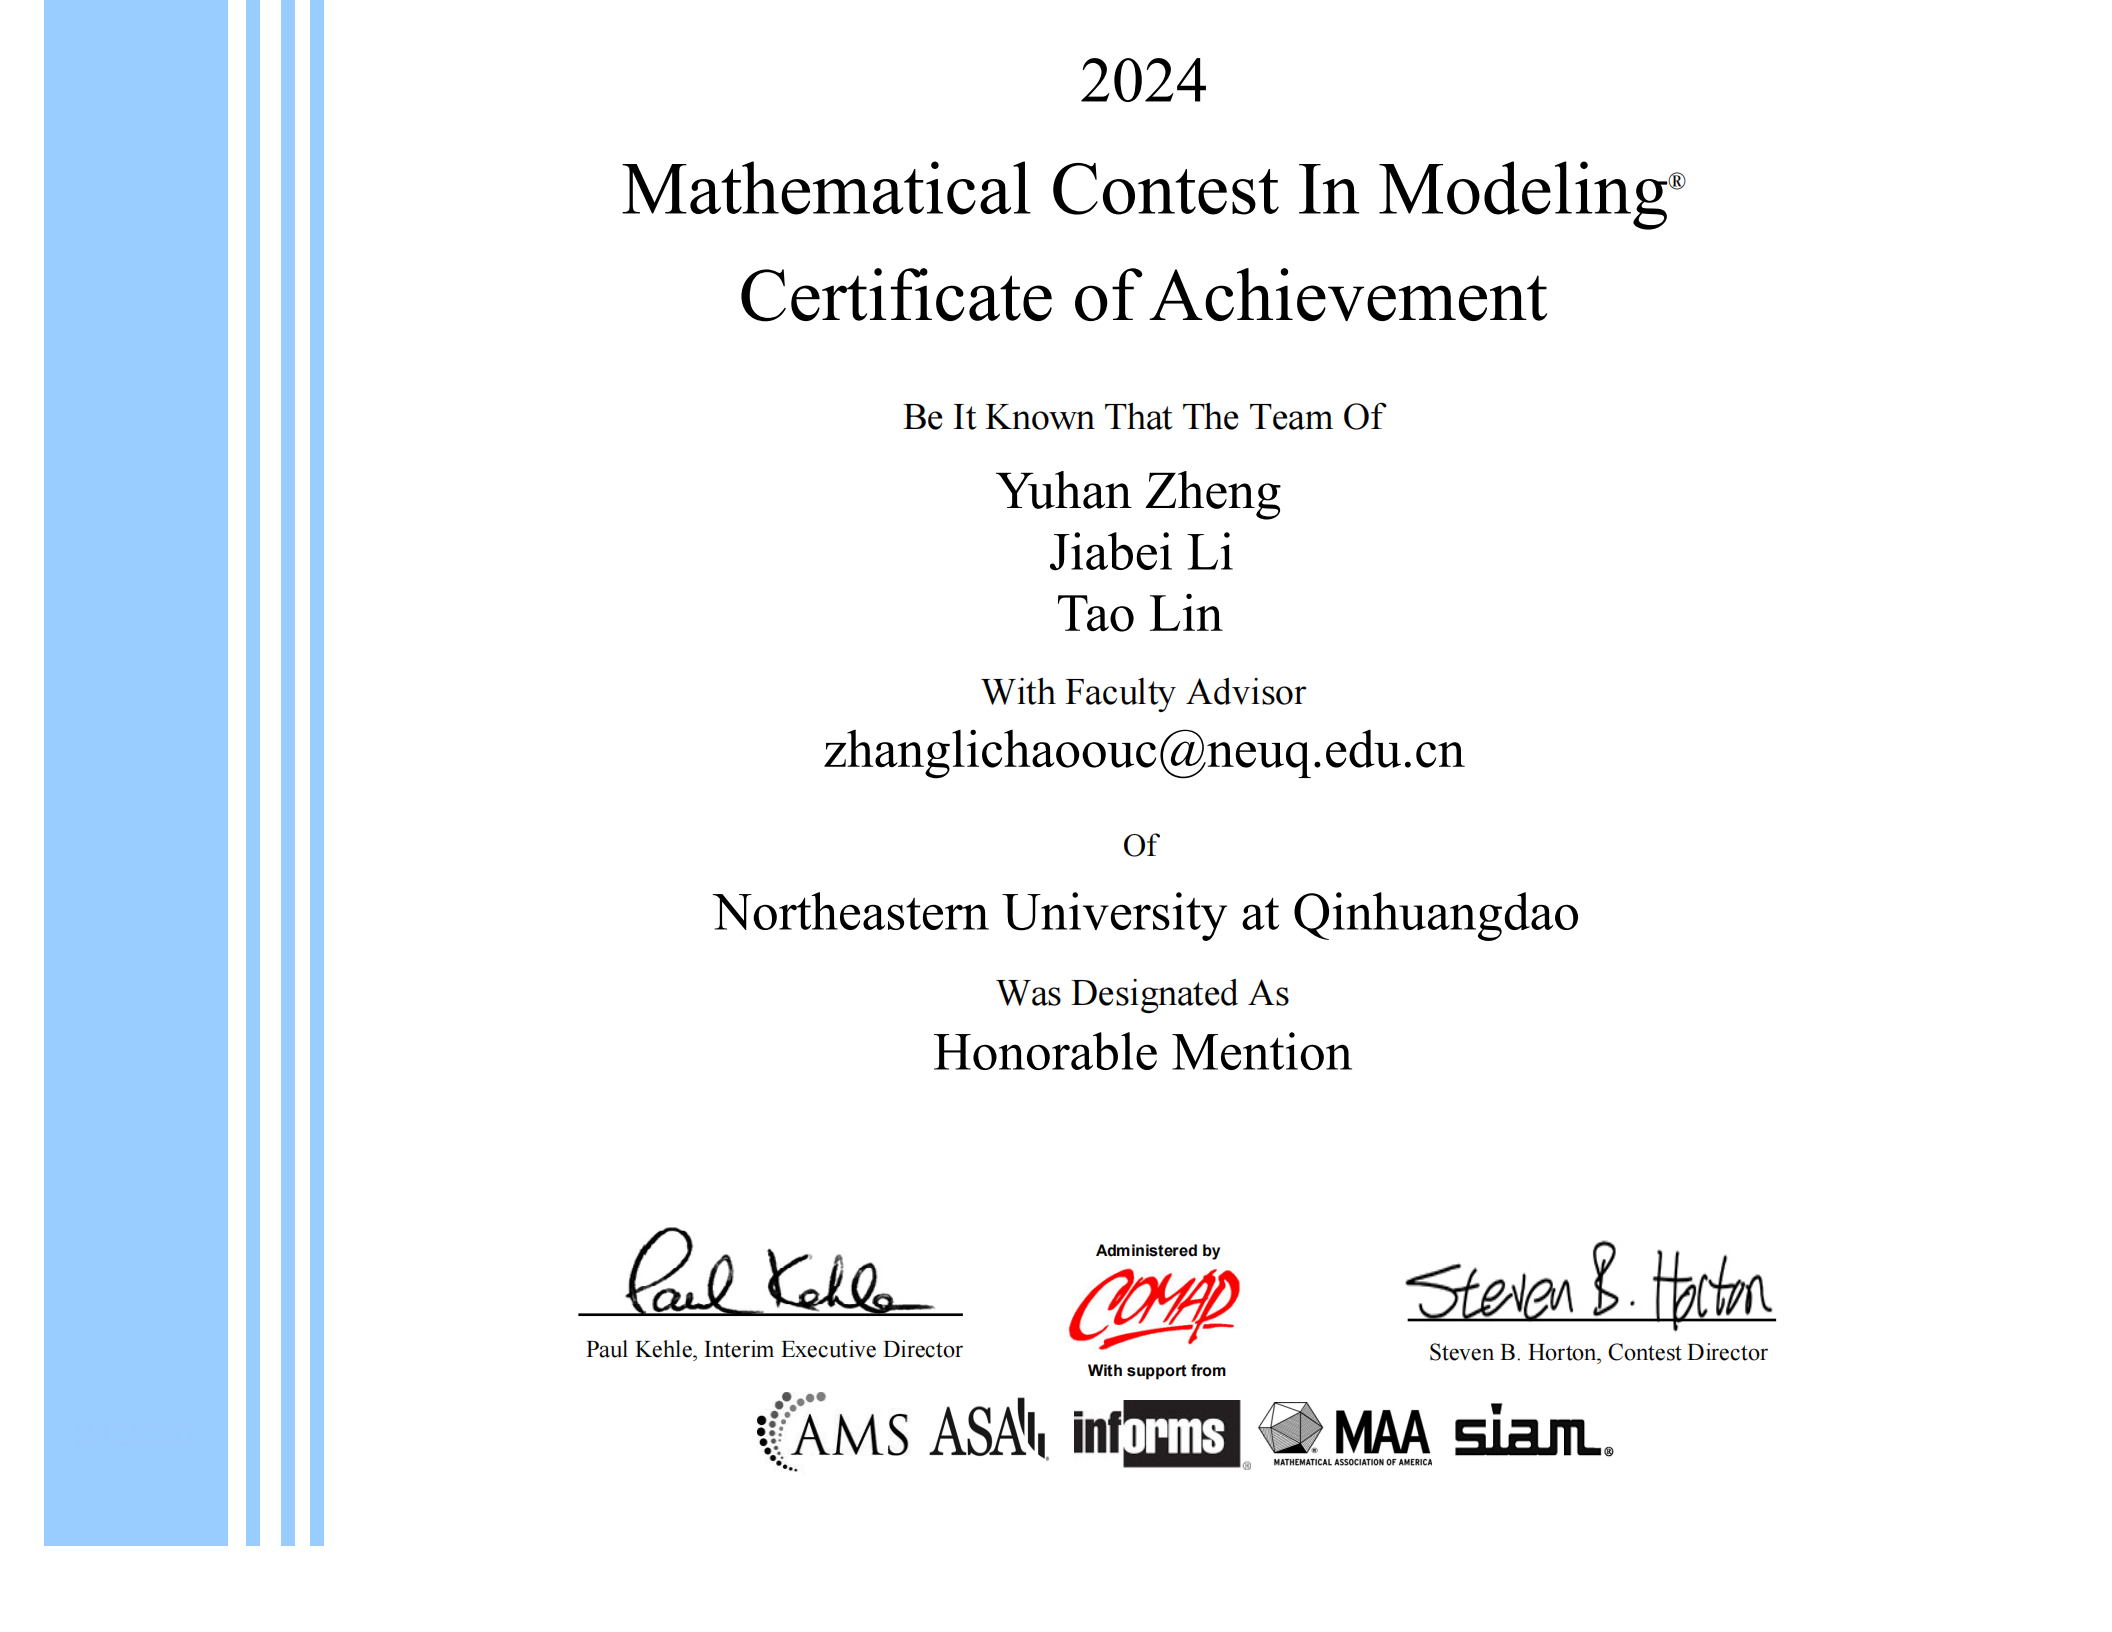 2024
Mathematical Contest In Modeling®
Certificate of Achievement
Be It Known That The Team Of
Yuhan Zheng
Jiabei Li
Tao Lin
With Faculty Advisor
zhanglichaoouc@neuq.edu.cn
Of
Northeastern University at Qinhuangdao
Was Designated As
Honorable Mention
Paul Kehle
Administered by
COMAP
Steven B. Horton
Paul Kehle, Interim Executive Director
Steven B. Horton, Contest Director
With support from
AMS ASA informs® MAA siam®
MATHEMATICAL ASSOCIATION OF AMERICA